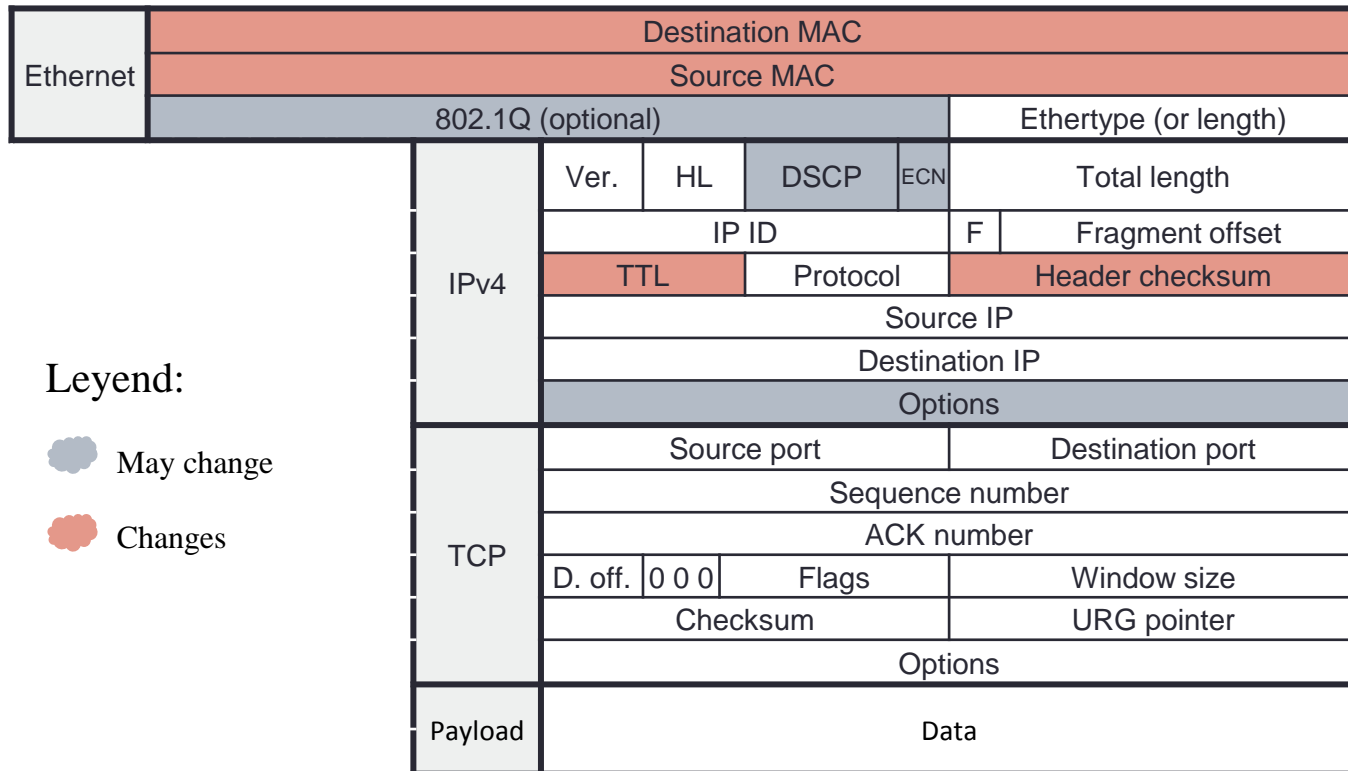 Destination MAC
Ethernet
Source MAC
802.1Q (optional)
Ethertype (or length)
Ver.
HL
DSCP
ECN
Total length
IP ID
F
Fragment offset
IPv4
TTL
Protocol
Header checksum
Source IP
Destination IP
Options
Leyend:
May change
Changes
Source port
Destination port
Sequence number
ACK number
TCP
D. off.
0 0 0
Flags
Window size
Checksum
URG pointer
Options
Payload
Data